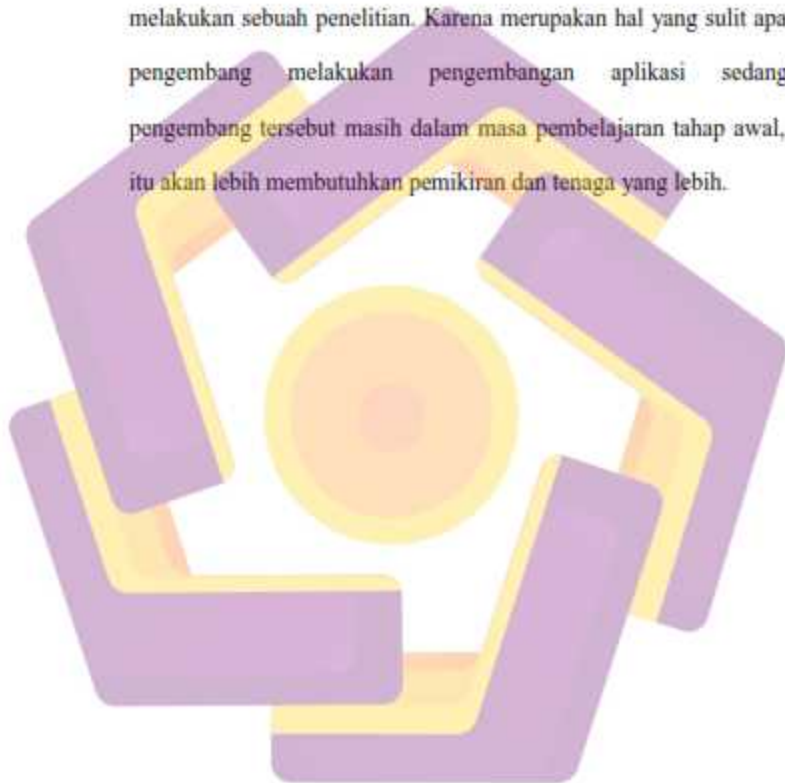 melakukan sebuah penelitian. Karena merupakan hal yang sulit apa
pengembang melakukan pengembangan aplikasi sedang
pengembang tersebut masih dalam masa pembelajaran tahap awal,
itu akan lebih membutuhkan pemikiran dan tenaga yang lebih.